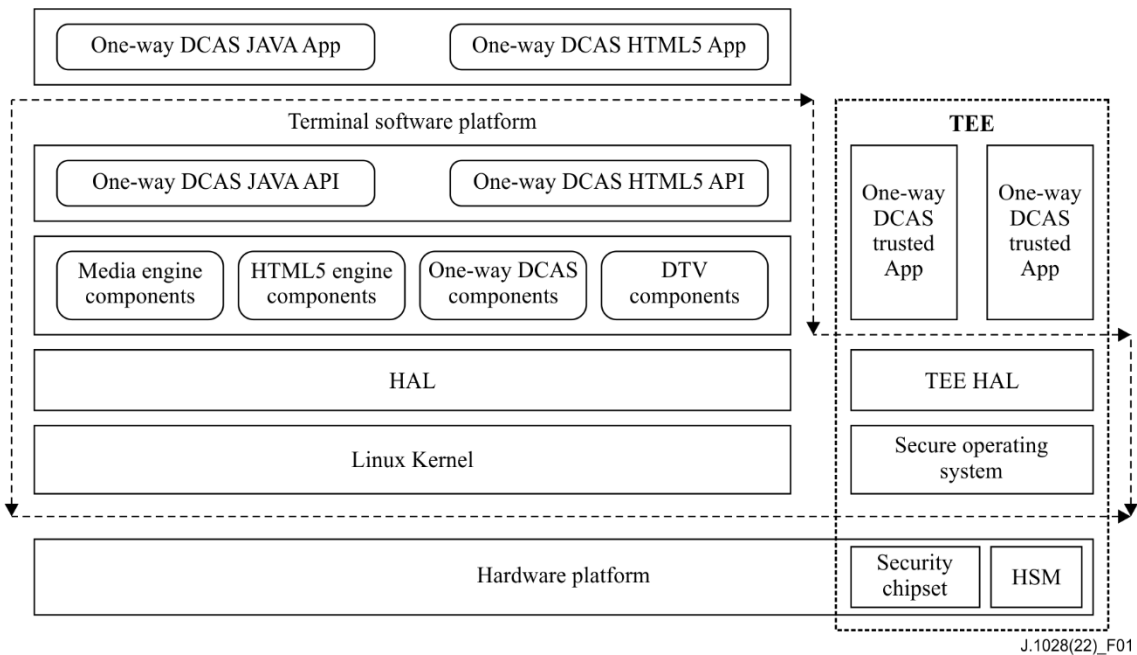 One-way DCAS JAVA App
One-way DCAS HTML5 App
Terminal software platform
TEE
One-way DCAS JAVA API
One-way DCAS HTML5 API
One-way
DCAS
trusted
App
One-way
DCAS
trusted
App
Media engine
components
HTML5 engine
components
One-way DCAS
components
DTV
components
HAL
TEE HAL
Linux Kernel
Secure operating
system
Hardware platform
Security
chipset
HSM
J.1028(22)_F01